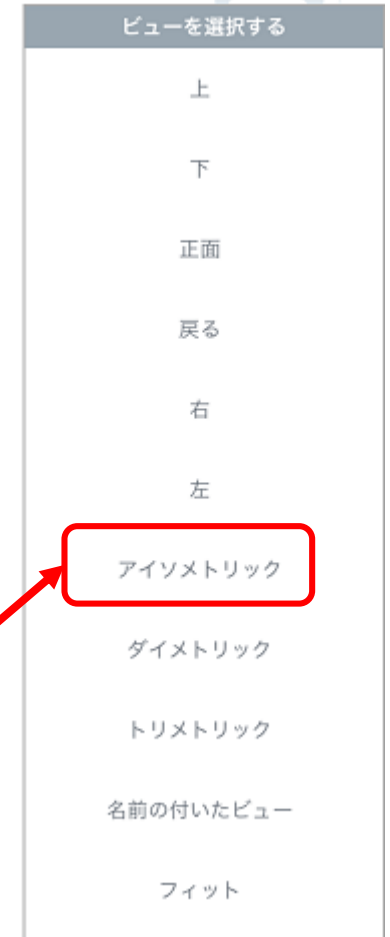 ビューを選択する
上
下
正面
戻る
右
左
アイソメトリック
ダイメトリック
トリメトリック
名前の付いたビュー
フィット